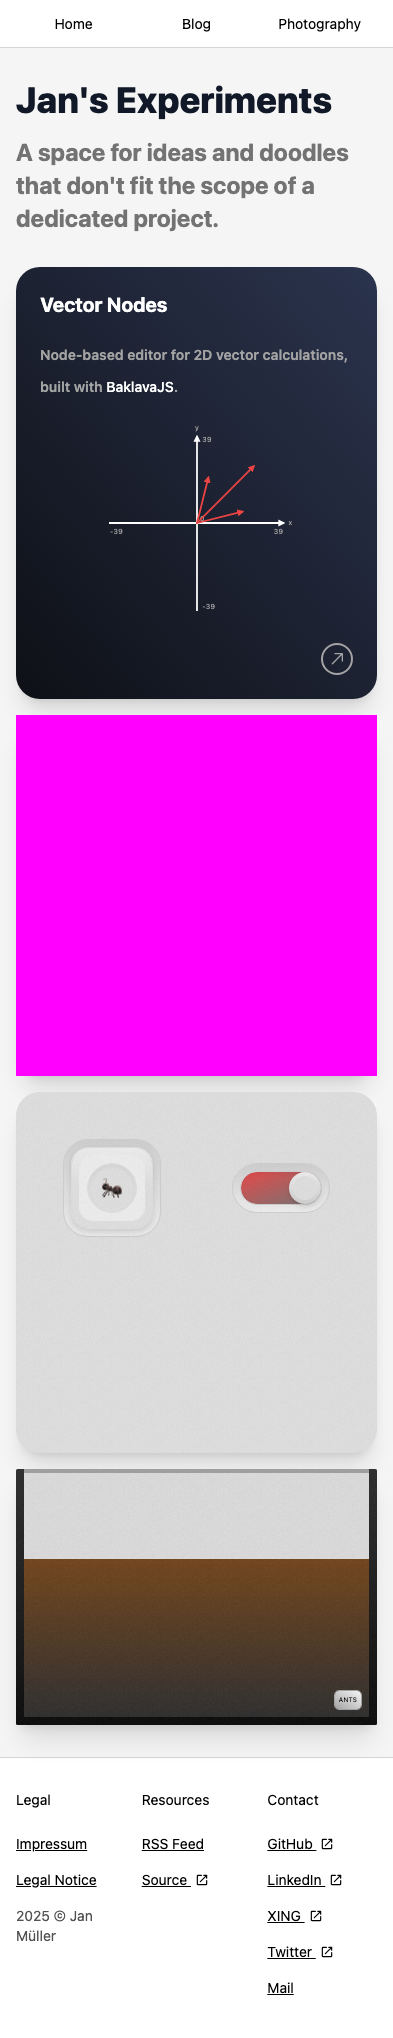 Home Blog Photography
Jan's Experiments
A space for ideas and doodles
that don't fit the scope of a
dedicated project.
Vector Nodes
Node-based editor for 2D vector calculations,
built with BaklavaJS.
y
39
-39
39
x
-39
ANTS
Legal
Impressum
Legal Notice
2025 © Jan
Müller
Resources
RSS Feed
Source
Contact
GitHub
LinkedIn
XING
Twitter
Mail